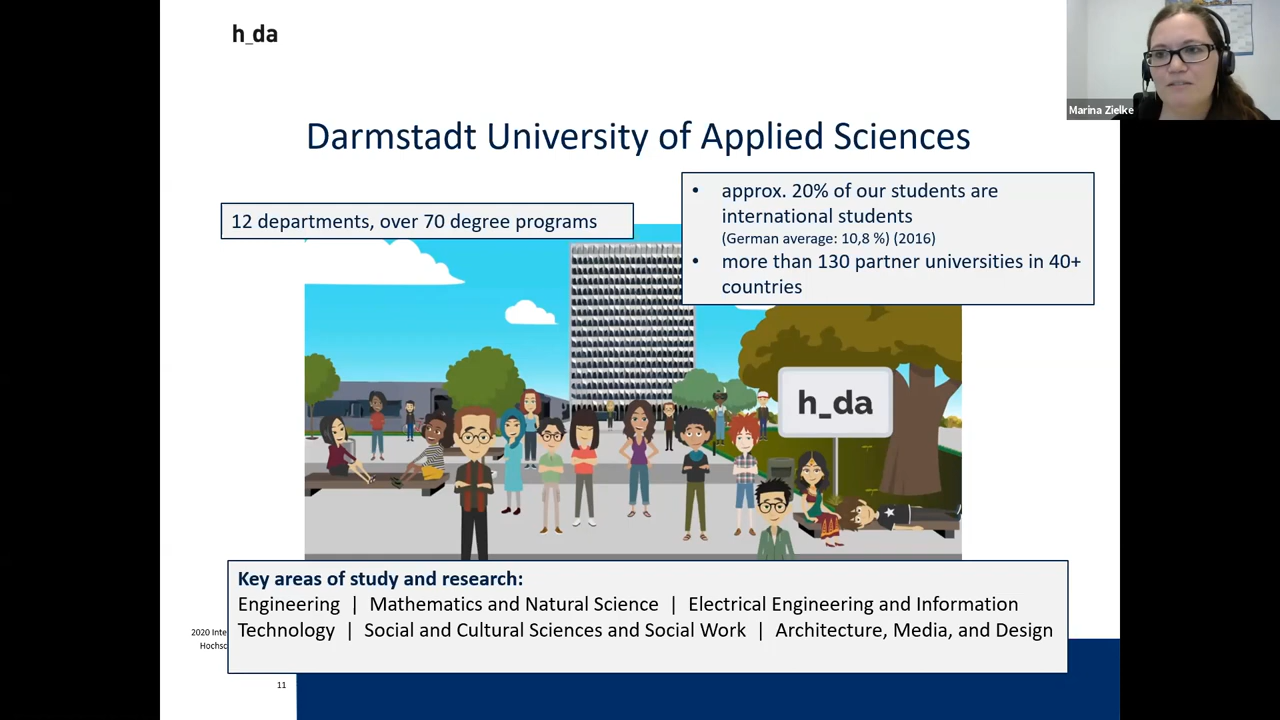 h_da
Marina Zielke
Darmstadt University of Applied Sciences
12 departments, over 70 degree programs
• approx. 20% of our students are
international students
(German average: 10,8 %) (2016)
• more than 130 partner universities in 40+
countries
h_da
Key areas of study and research:
Engineering | Mathematics and Natural Science | Electrical Engineering and Information
Technology | Social and Cultural Sciences and Social Work | Architecture, Media, and Design
2020 Inte
Hochsc
11